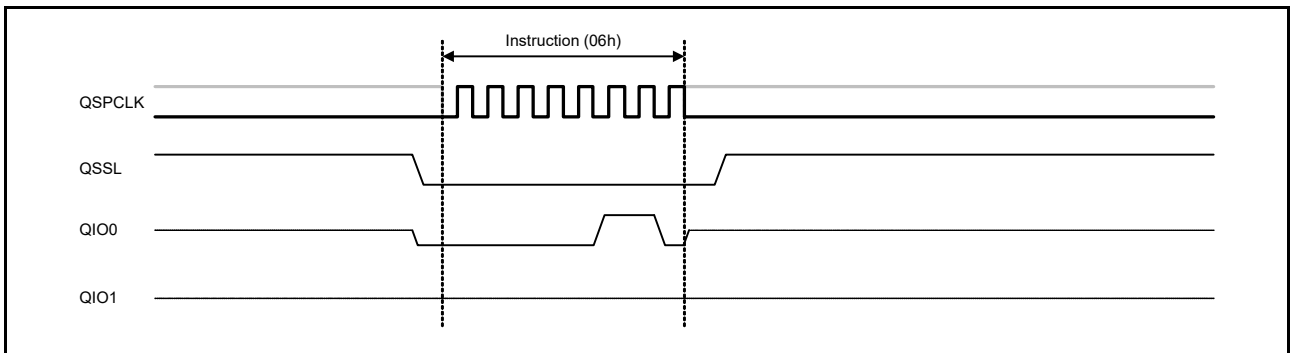 Instruction (06h)
QSPCLK
QSSL
QIO0
QIO1